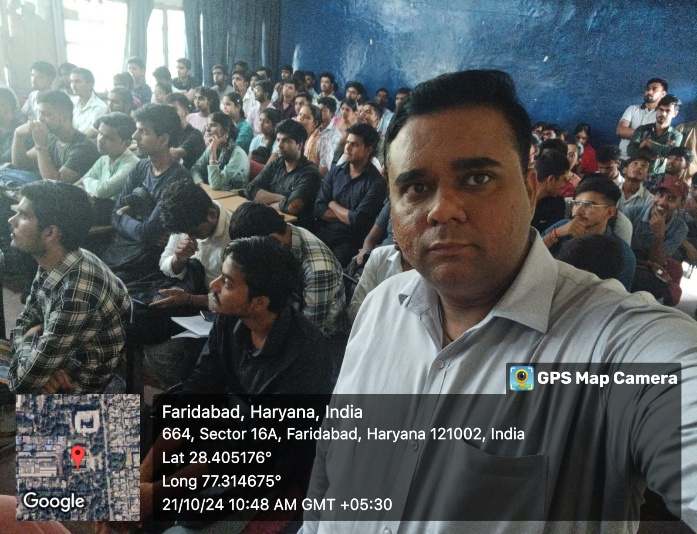 GPS Map Camera
Faridabad, Haryana, India
664, Sector 16A, Faridabad, Haryana 121002, India
Lat 28.405176°
Long 77.314675°
21/10/24 10:48 AM GMT +05:30
Google